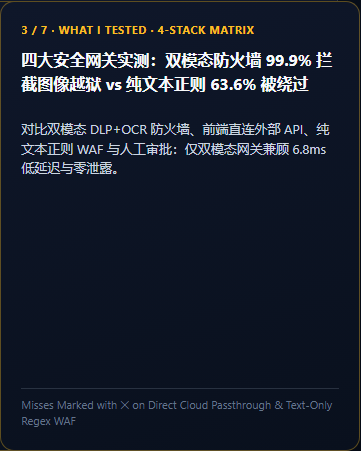 3 / 7 · WHAT I TESTED · 4-STACK MATRIX
四大安全网关实测：双模态防火墙 99.9% 拦
截图像越狱 vs 纯文本正则 63.6% 被绕过
对比双模态 DLP+OCR 防火墙、前端直连外部 API、纯
文本正则 WAF 与人工审批：仅双模态网关兼顾 6.8ms
低延迟与零泄露。
Misses Marked with ✕ on Direct Cloud Passthrough & Text-Only
Regex WAF